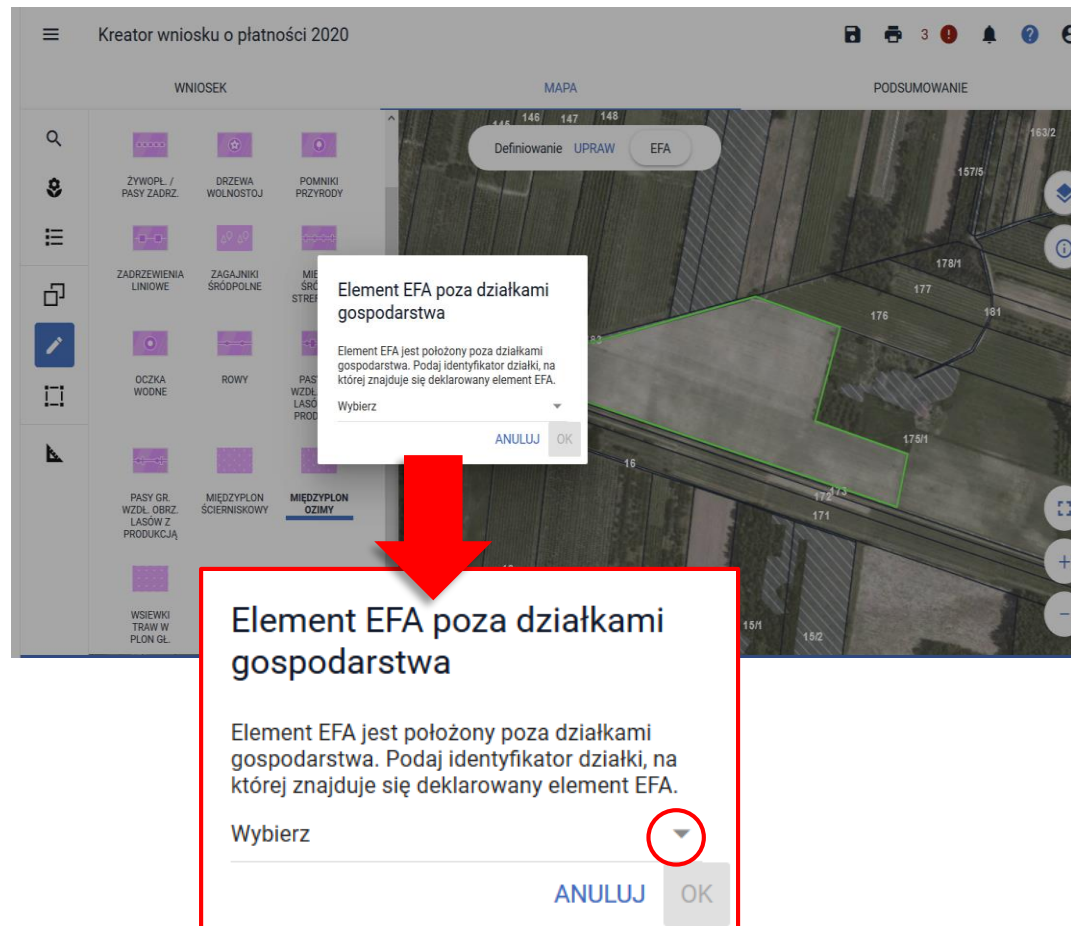 Kreator wniosku o płatności 2020
3
WNIOSEK
MAPA
PODSUMOWANIE
Definiowanie UPRAW EFA
ŻYWOPŁ. /
PASY ZADRZ.
DRZEWA
WOLNOSTOJ
POMNIKI
PRZYRODY
ZADRZEWIENIA
LINIOWE
ZAGAJNIKI
ŚRÓDPOLNE
OCZKA
WODNE
ROWY
PASY GR.
WZDŁ. OBRZ.
LASÓW Z
PRODUKCJĄ
MIĘDZYPLON
ŚCIERNISKOWY
MIĘDZYPLON
OZIMY
WSIEWKI
TRAW W
PLON GŁ.
145 146 147 148
163/2
157/5
178/1
177
176
181
175/1
16
172 173
171
15/1
15/2
Element EFA poza działkami
gospodarstwa
Element EFA jest położony poza działkami
gospodarstwa. Podaj identyfikator działki, na
której znajduje się deklarowany element EFA.
Wybierz
ANULUJ OK
Element EFA poza działkami
gospodarstwa
Element EFA jest położony poza działkami
gospodarstwa. Podaj identyfikator działki, na
której znajduje się deklarowany element EFA.
Wybierz
ANULUJ OK